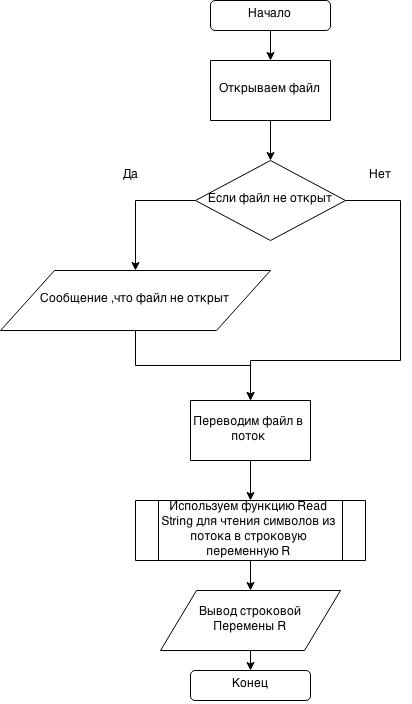 Начало
Открываем файл
Да
Нет
Если файл не открыт
Сообщение ,что файл не открыт
Переводим файл в
поток
Используем функцию Read
String для чтения символов из
потока в строковую
переменную R
Вывод строковой
Перемены R
Конец